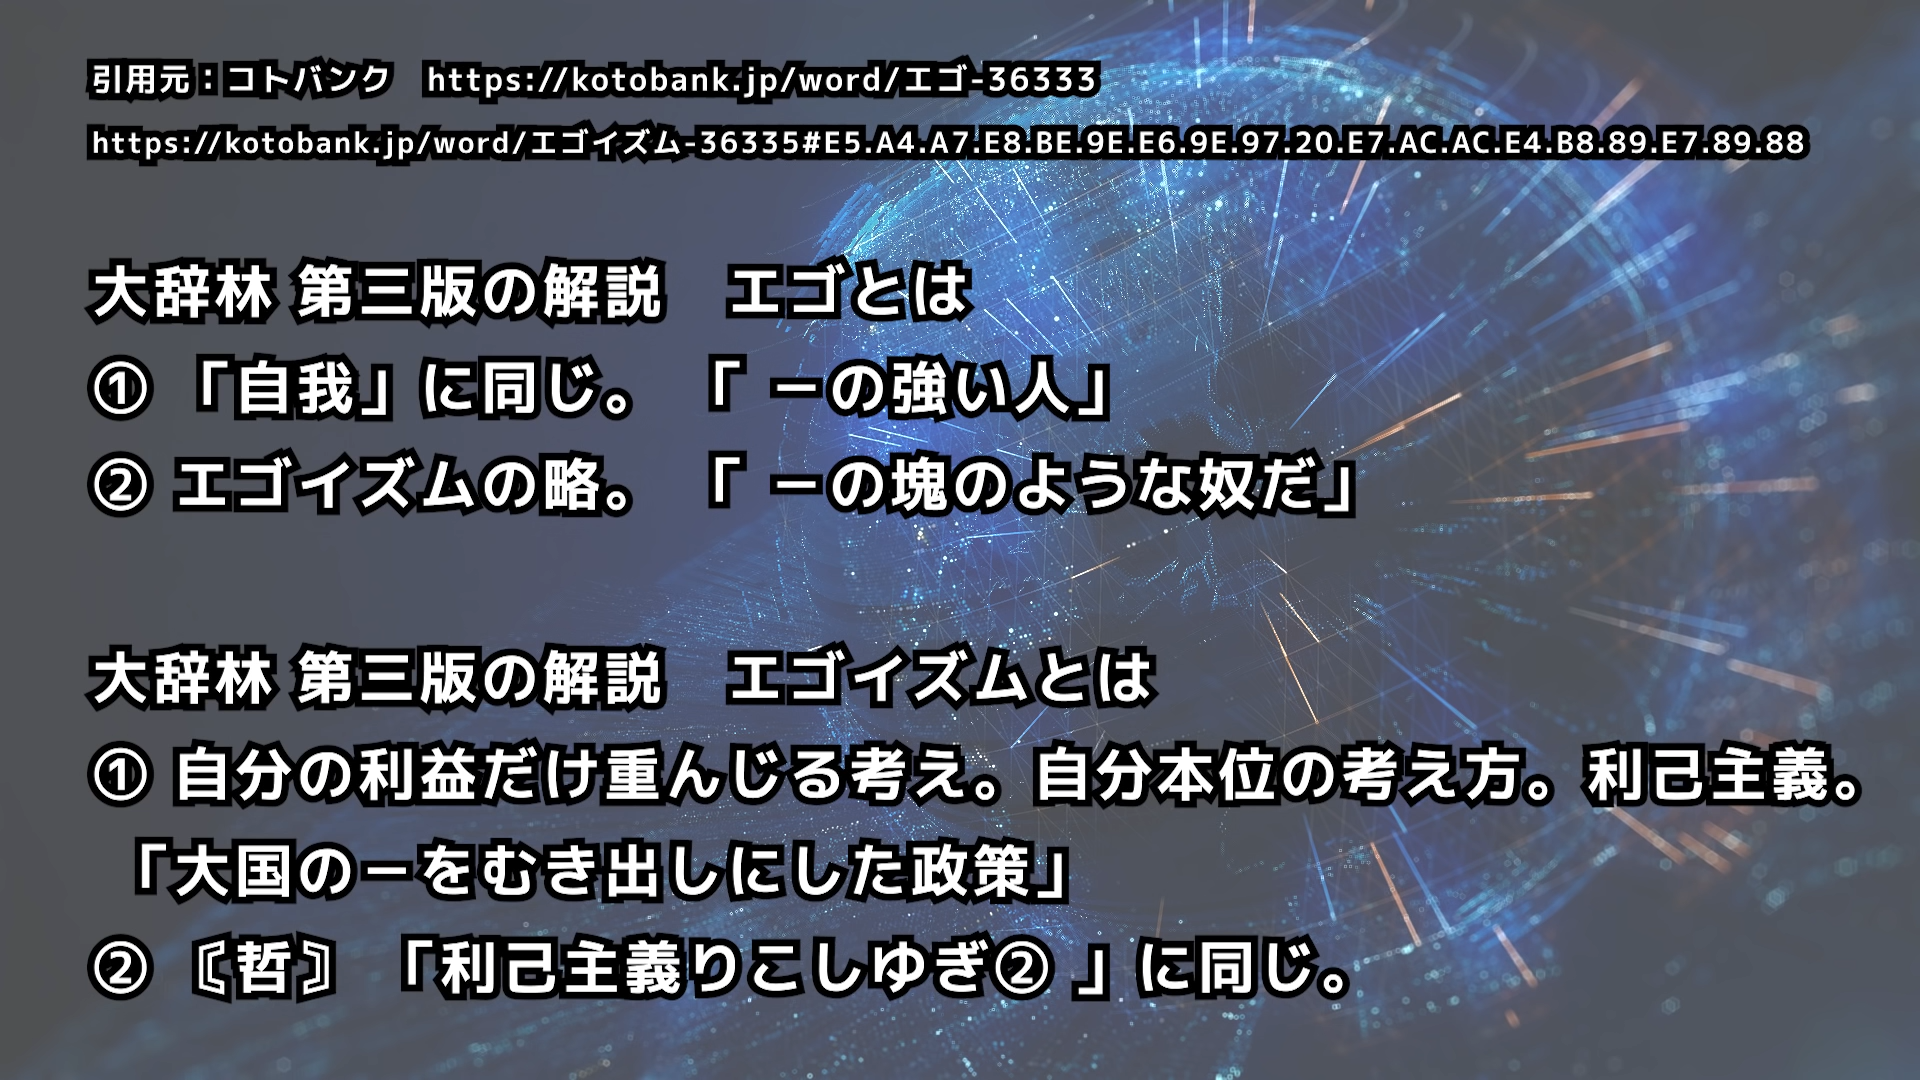 引用元：コトバンク　https://kotobank.jp/word/エゴ-36333
https://kotobank.jp/word/エゴイズム-36335#E5.A4.A7.E8.BE.9E.E6.9E.97.20.E7.AC.AC.E4.B8.89.E7.89.88
大辞林 第三版の解説　エゴとは
① 「自我」に同じ。 「 －の強い人」
② エゴイズムの略。 「 －の塊のような奴だ」
大辞林 第三版の解説　エゴイズムとは
① 自分の利益だけ重んじる考え。自分本位の考え方。利己主義。
「大国の－をむき出しにした政策」
② 〘哲〙 「利己主義りこしゆぎ② 」に同じ。